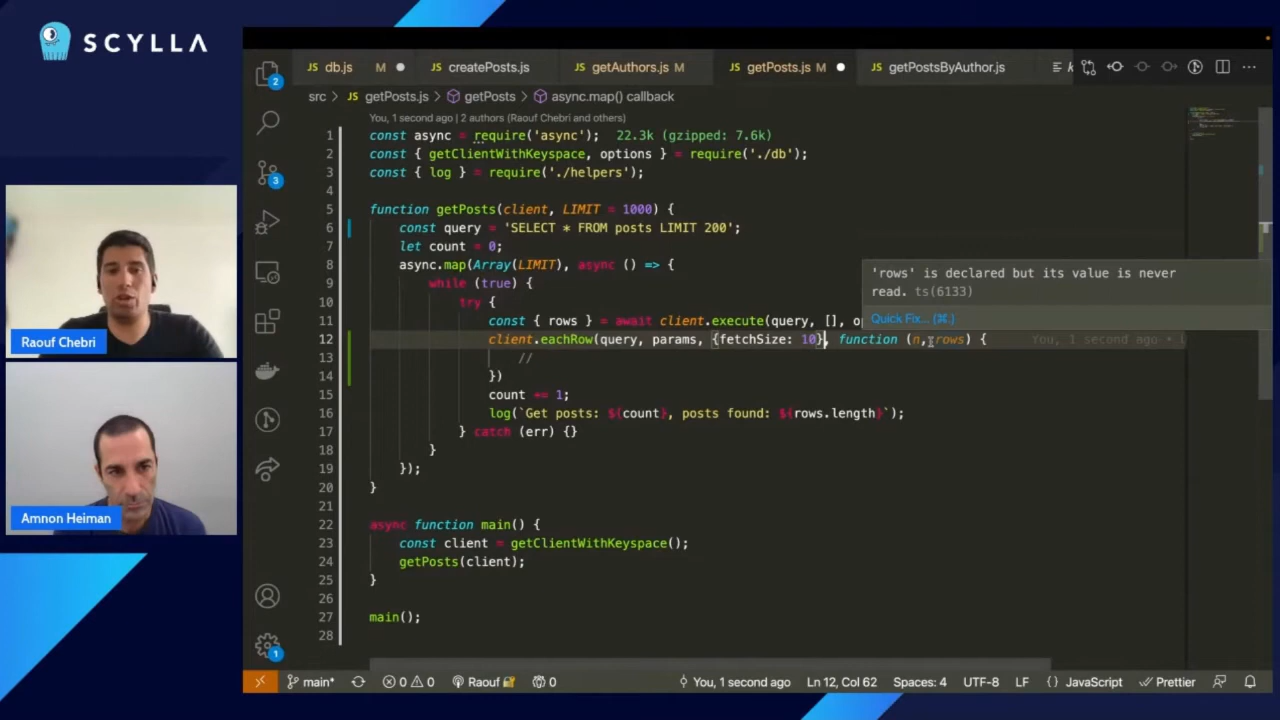 SCYLLA
Raouf Chebri
Amnon Heiman
JS db.js M
JS createPosts.js
JS getAuthors.js M
JS getPosts.js M
JS getPostsByAuthor.js
src > JS getPosts.js > getPosts > async.map() callback
You, 1 second ago | 2 authors (Raouf Chebri and others)
1 const async = require('async'); 22.3k (gzipped: 7.6k)
2 const { getClientWithKeyspace, options } = require('./db');
3 const { log } = require('./helpers');
4
5 function getPosts(client, LIMIT = 1000) {
6 const query = 'SELECT * FROM posts LIMIT 200';
7 let count = 0;
8 async.map(Array(LIMIT), async () => {
9 while (true) {
10 try {
11 const { rows } = await client.execute(query, [], o
12 client.eachRow(query, params, {fetchSize: 10}, function (n, rows) { You, 1 second ago •
13 //
14 })
15 count += 1;
16 log(`Get posts: ${count}, posts found: ${rows.length}`);
17 } catch (err) {}
18 }
19 });
20 }
21
22 async function main() {
23 const client = getClientWithKeyspace();
24 getPosts(client);
25 }
26
27 main();
28
'rows' is declared but its value is never
read. ts(6133)
Quick Fix... (⌘.)
2
3
1
main* 0 0 Raouf 0 You, 1 second ago Ln 12, Col 62 Spaces: 4 UTF-8 LF {} JavaScript Prettier